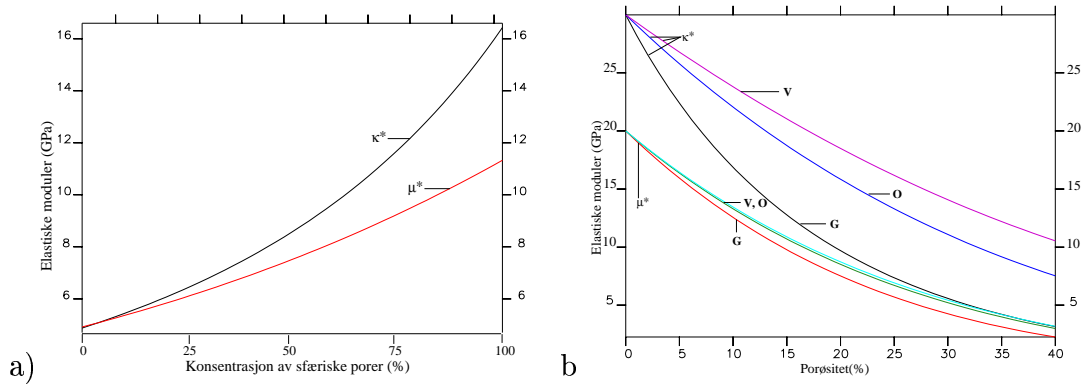 16
14
12
10
8
6
Elastiske moduler (GPa)
κ*
μ*
16
14
12
10
8
6
0 25 50 75 100
Konsentrasjon av sfæriske porer (%)
a)
25
20
15
10
5
Elastiske moduler (GPa)
κ*
V
O
V, O
μ*
G
G
25
20
15
10
5
0 5 10 15 20 25 30 35 40
Porøsitet(%)
b